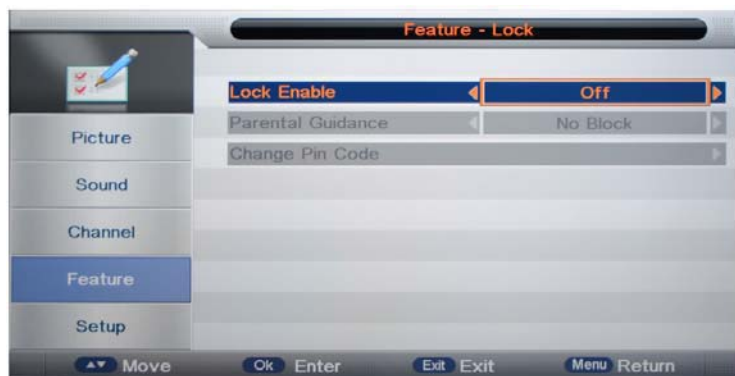 Feature - Lock
Lock Enable Off
Parental Guidance No Block
Change Pin Code
Picture
Sound
Channel
Feature
Setup
Move Ok Enter Exit Exit Menu Return